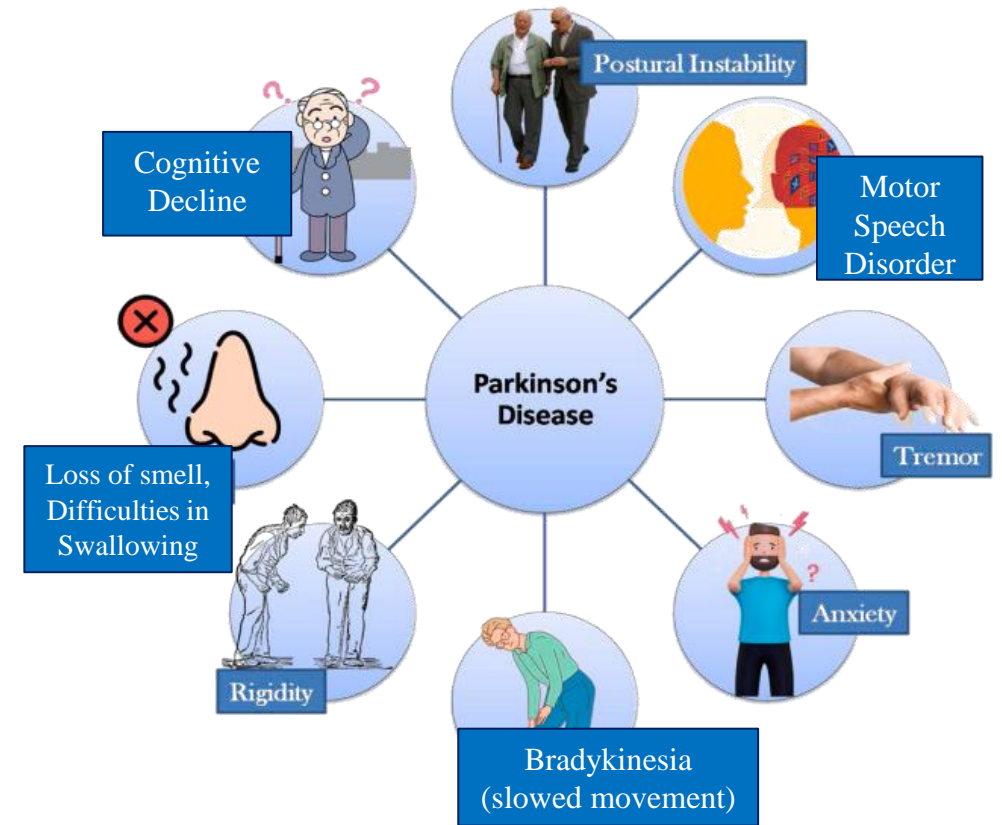 Postural Instability
Cognitive
Decline
Motor
Speech
Disorder
Parkinson's
Disease
Tremor
Loss of smell,
Difficulties in
Swallowing
Anxiety
Rigidity
Bradykinesia
(slowed movement)